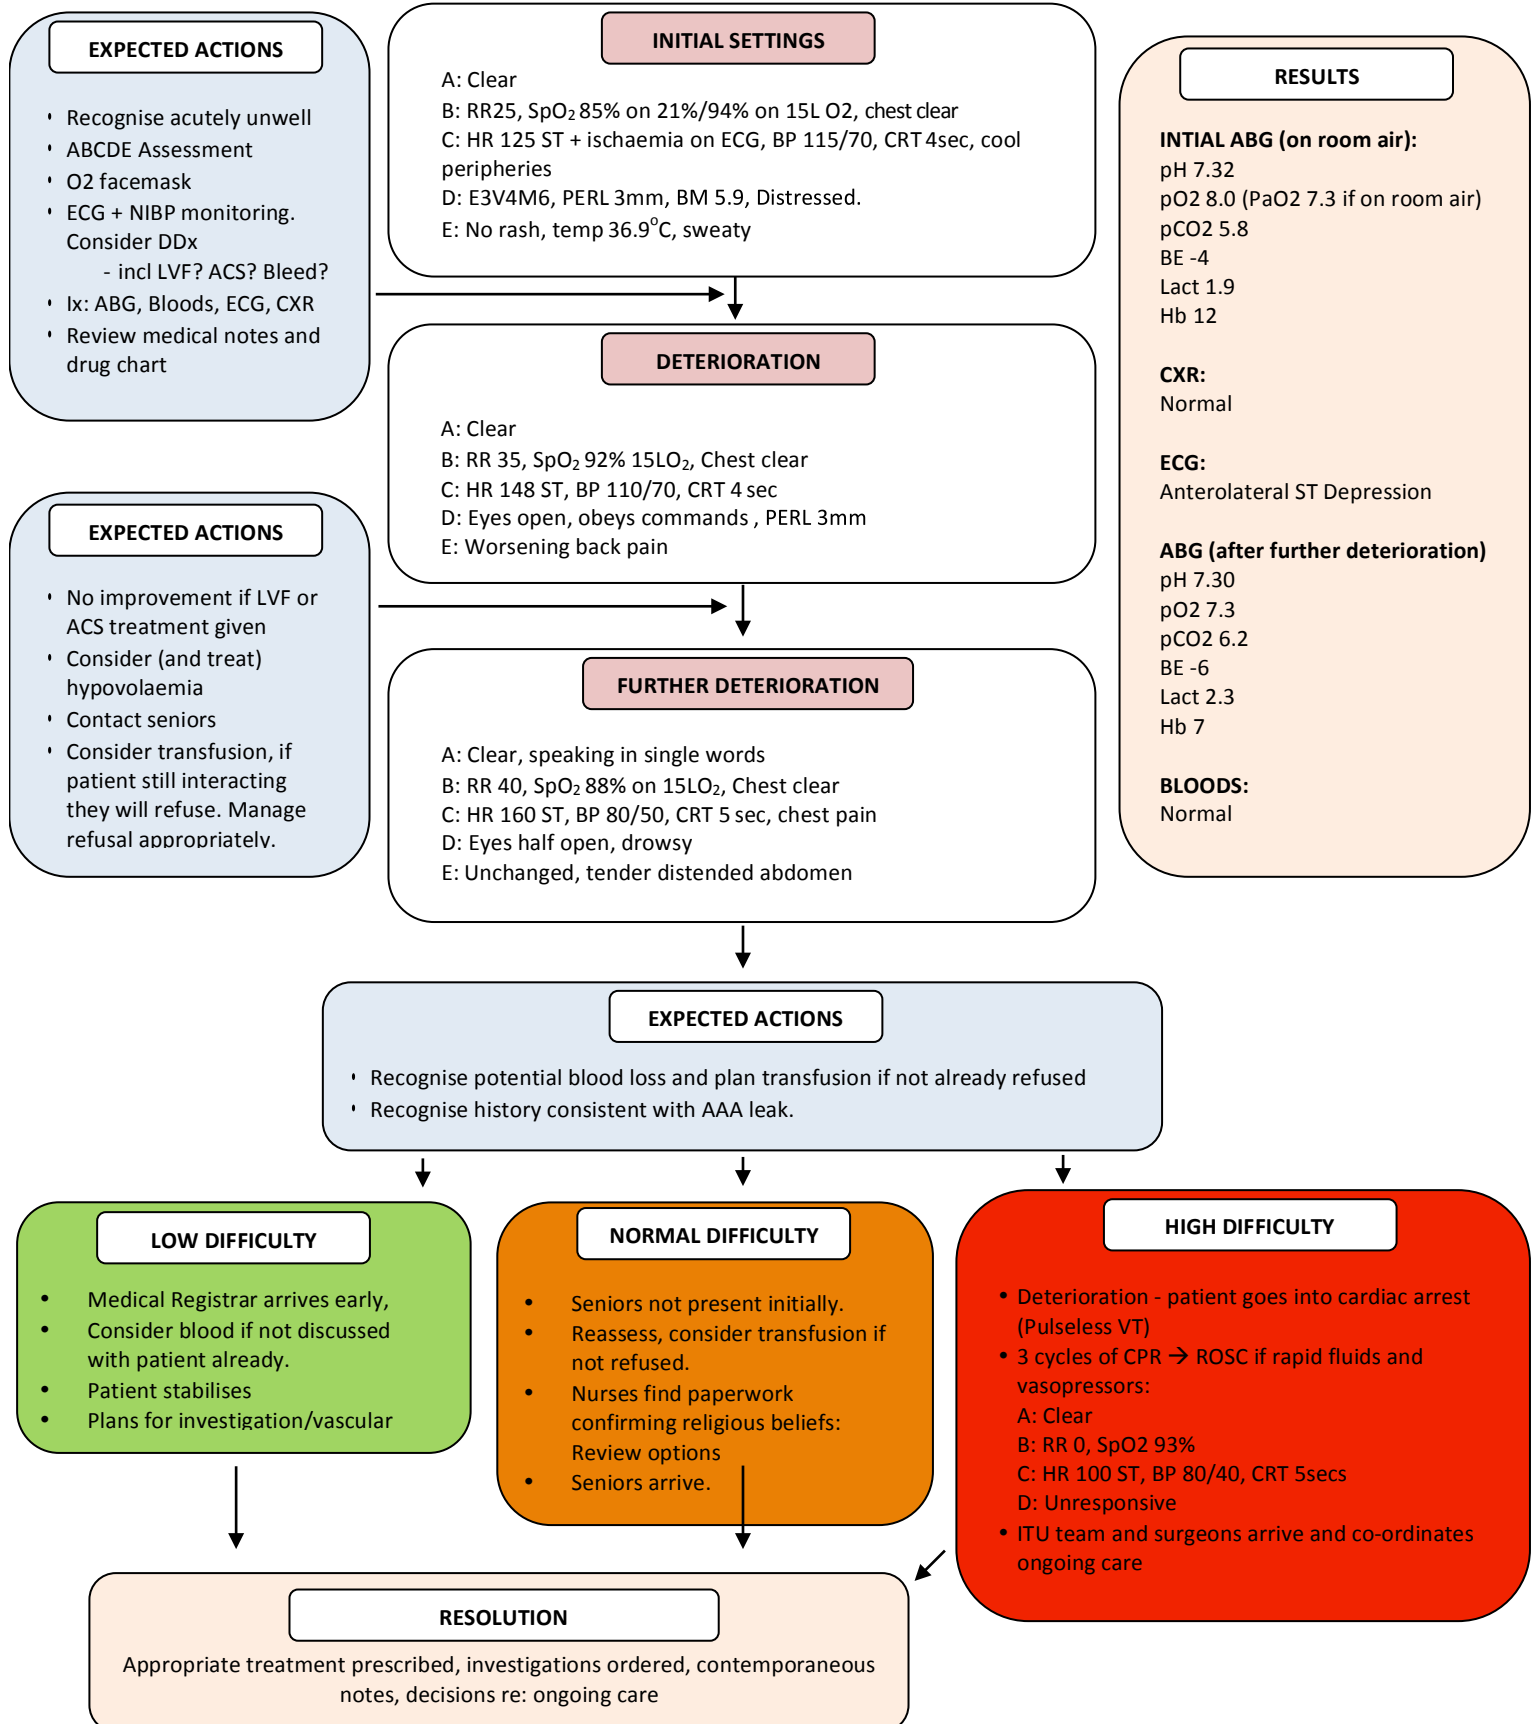 EXPECTED ACTIONS
• Recognise acutely unwell
• ABCDE Assessment
• O2 facemask
• ECG + NIBP monitoring.
Consider DDx
- incl LVF? ACS? Bleed?
• Ix: ABG, Bloods, ECG, CXR
• Review medical notes and
drug chart
INITIAL SETTINGS
A: Clear
B: RR25, SpO₂ 85% on 21%/94% on 15L O2, chest clear
C: HR 125 ST + ischaemia on ECG, BP 115/70, CRT 4sec, cool
peripheries
D: E3V4M6, PERL 3mm, BM 5.9, Distressed.
E: No rash, temp 36.9°C, sweaty
DETERIORATION
A: Clear
B: RR 35, SpO₂ 92% 15LO₂, Chest clear
C: HR 148 ST, BP 110/70, CRT 4 sec
D: Eyes open, obeys commands , PERL 3mm
E: Worsening back pain
EXPECTED ACTIONS
• No improvement if LVF or
ACS treatment given
• Consider (and treat)
hypovolaemia
• Contact seniors
• Consider transfusion, if
patient still interacting
they will refuse. Manage
refusal appropriately.
FURTHER DETERIORATION
A: Clear, speaking in single words
B: RR 40, SpO₂ 88% on 15LO₂, Chest clear
C: HR 160 ST, BP 80/50, CRT 5 sec, chest pain
D: Eyes half open, drowsy
E: Unchanged, tender distended abdomen
RESULTS
INTIAL ABG (on room air):
pH 7.32
pO2 8.0 (PaO2 7.3 if on room air)
pCO2 5.8
BE -4
Lact 1.9
Hb 12
CXR:
Normal
ECG:
Anterolateral ST Depression
ABG (after further deterioration)
pH 7.30
pO2 7.3
pCO2 6.2
BE -6
Lact 2.3
Hb 7
BLOODS:
Normal
EXPECTED ACTIONS
• Recognise potential blood loss and plan transfusion if not already refused
• Recognise history consistent with AAA leak.
LOW DIFFICULTY
• Medical Registrar arrives early,
• Consider blood if not discussed
with patient already.
• Patient stabilises
• Plans for investigation/vascular
NORMAL DIFFICULTY
• Seniors not present initially.
• Reassess, consider transfusion if
not refused.
• Nurses find paperwork
confirming religious beliefs:
Review options
• Seniors arrive.
HIGH DIFFICULTY
• Deterioration - patient goes into cardiac arrest
(Pulseless VT)
• 3 cycles of CPR → ROSC if rapid fluids and
vasopressors:
A: Clear
B: RR 0, SpO2 93%
C: HR 100 ST, BP 80/40, CRT 5secs
D: Unresponsive
• ITU team and surgeons arrive and co-ordinates
ongoing care
RESOLUTION
Appropriate treatment prescribed, investigations ordered, contemporaneous
notes, decisions re: ongoing care